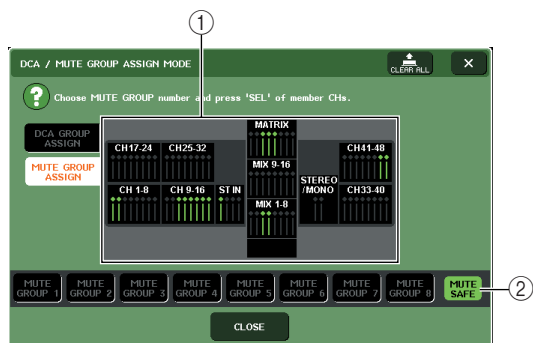 1
DCA / MUTE GROUP ASSIGN MODE
CLEAR ALL
×
? Choose MUTE GROUP number and press 'SEL' of member CHs.
DCA GROUP
ASSIGN
MUTE GROUP
ASSIGN
MATRIX
CH17-24 CH25-32
CH41-48
MIX 9-16
STEREO
/MONO
CH 1-8 CH 9-16 ST IN
CH33-40
MIX 1-8
MUTE
GROUP 1
MUTE
GROUP 2
MUTE
GROUP 3
MUTE
GROUP 4
MUTE
GROUP 5
MUTE
GROUP 6
MUTE
GROUP 7
MUTE
GROUP 8
MUTE
SAFE
2
CLOSE